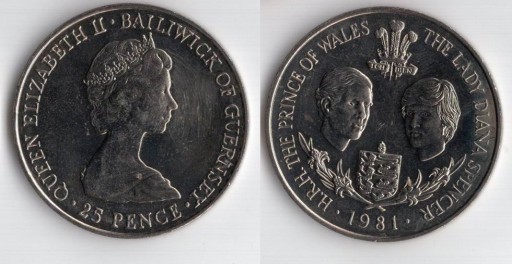 QUEEN ELIZABETH II · BAILIWICK OF GUERNSEY ·
· 25 PENCE ·
H.R.H. THE PRINCE OF WALES
THE LADY DIANA SPENCER
· 1981 ·